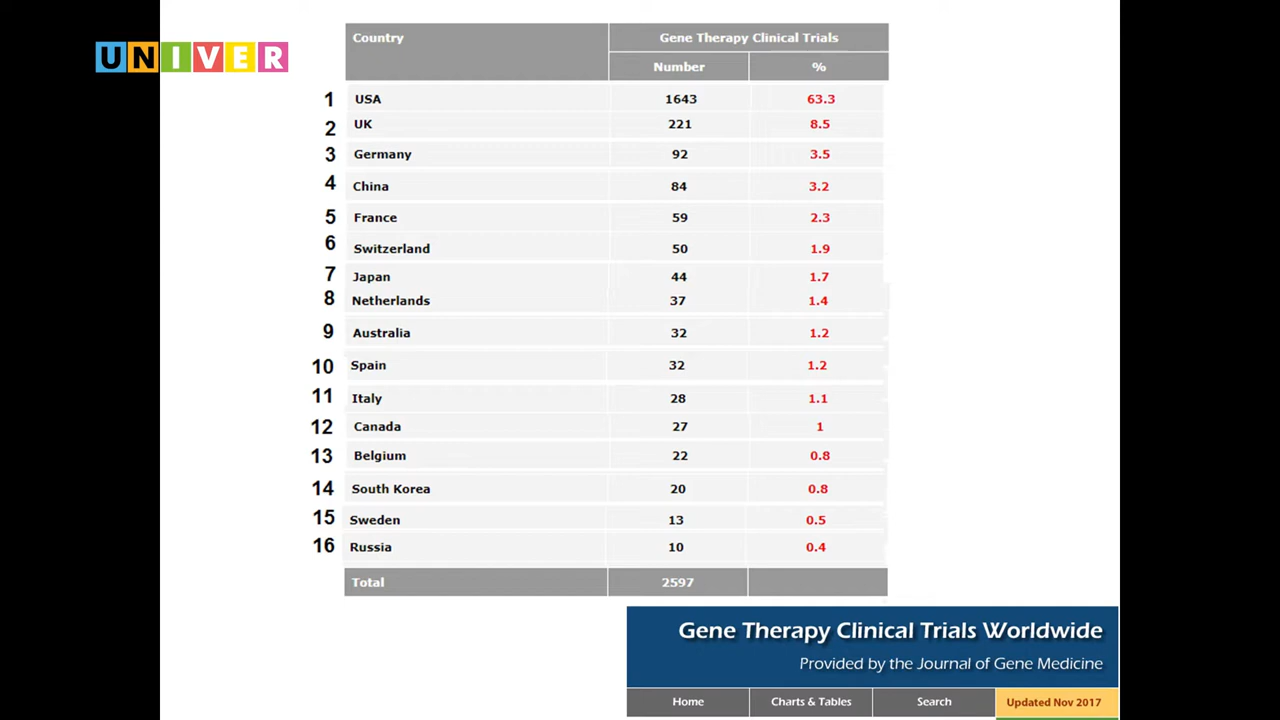 UNIVER
Country Gene Therapy Clinical Trials
Number %
1 USA 1643 63.3
2 UK 221 8.5
3 Germany 92 3.5
4 China 84 3.2
5 France 59 2.3
6 Switzerland 50 1.9
7 Japan 44 1.7
8 Netherlands 37 1.4
9 Australia 32 1.2
10 Spain 32 1.2
11 Italy 28 1.1
12 Canada 27 1
13 Belgium 22 0.8
14 South Korea 20 0.8
15 Sweden 13 0.5
16 Russia 10 0.4
Total 2597
Gene Therapy Clinical Trials Worldwide
Provided by the Journal of Gene Medicine
Home Charts & Tables Search Updated Nov 2017